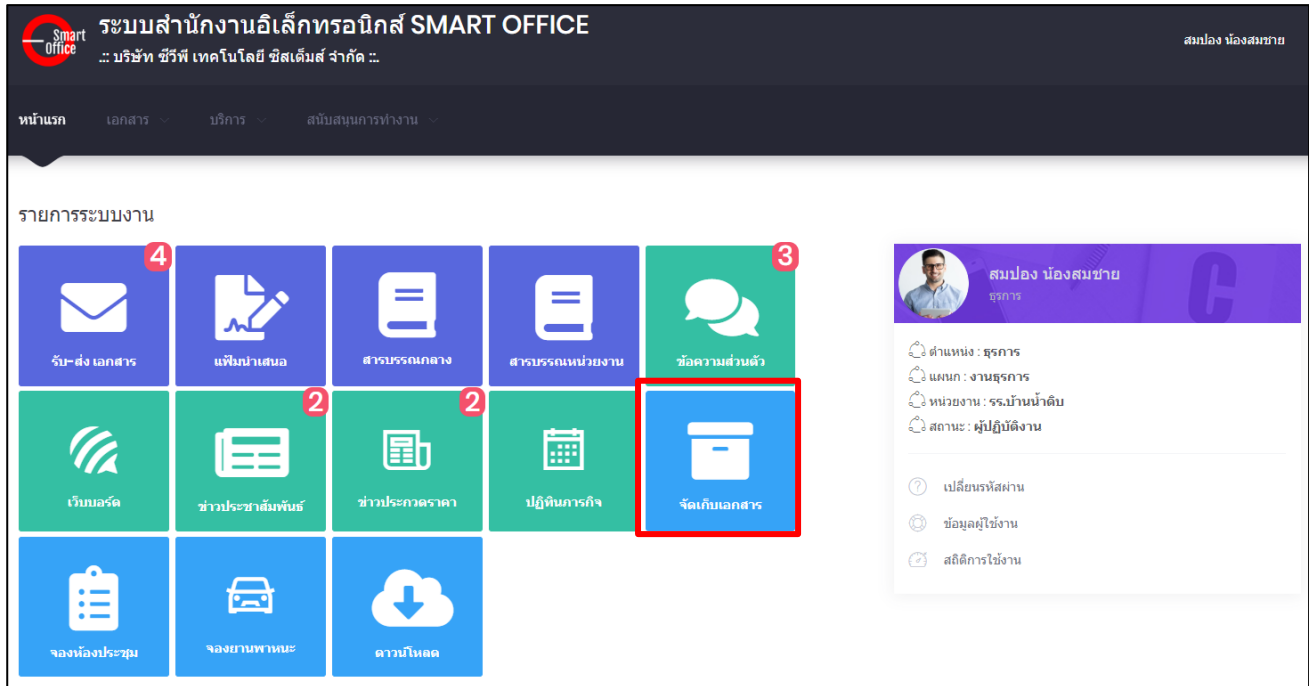 Smart Office
ระบบสำนักงานอิเล็กทรอนิกส์ SMART OFFICE
.:: บริษัท ซีวีพี เทคโนโลยี ซิสเต็มส์ จำกัด ::.
สมปอง น้องสมชาย
หน้าแรก เอกสาร บริการ สนับสนุนการทำงาน
รายการระบบงาน
4
3
รับ-ส่ง เอกสาร
แฟ้มนำเสนอ
สารบรรณกลาง
สารบรรณหน่วยงาน
ข้อความส่วนตัว
2
2
เว็บบอร์ด
ข่าวประชาสัมพันธ์
ข่าวประกวดราคา
ปฏิทินภารกิจ
จัดเก็บเอกสาร
จองห้องประชุม
จองยานพาหนะ
ดาวน์โหลด
สมปอง น้องสมชาย
ธุรการ
C
ตำแหน่ง : ธุรการ
แผนก : งานธุรการ
หน่วยงาน : รร.บ้านน้ำดิบ
สถานะ : ผู้ปฏิบัติงาน
เปลี่ยนรหัสผ่าน
ข้อมูลผู้ใช้งาน
สถิติการใช้งาน